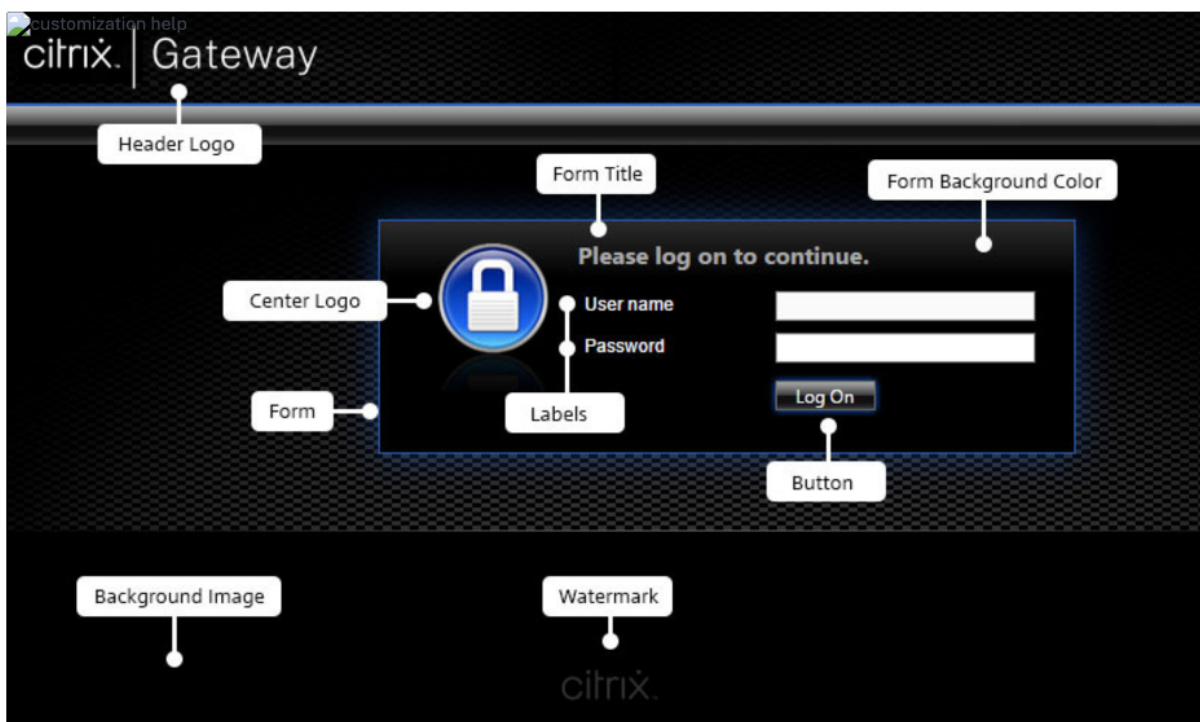 customization help
citrix. | Gateway
Header Logo
Form Title
Form Background Color
Please log on to continue.
Center Logo
User name
Password
Form
Labels
Log On
Button
Background Image
Watermark
citrix.